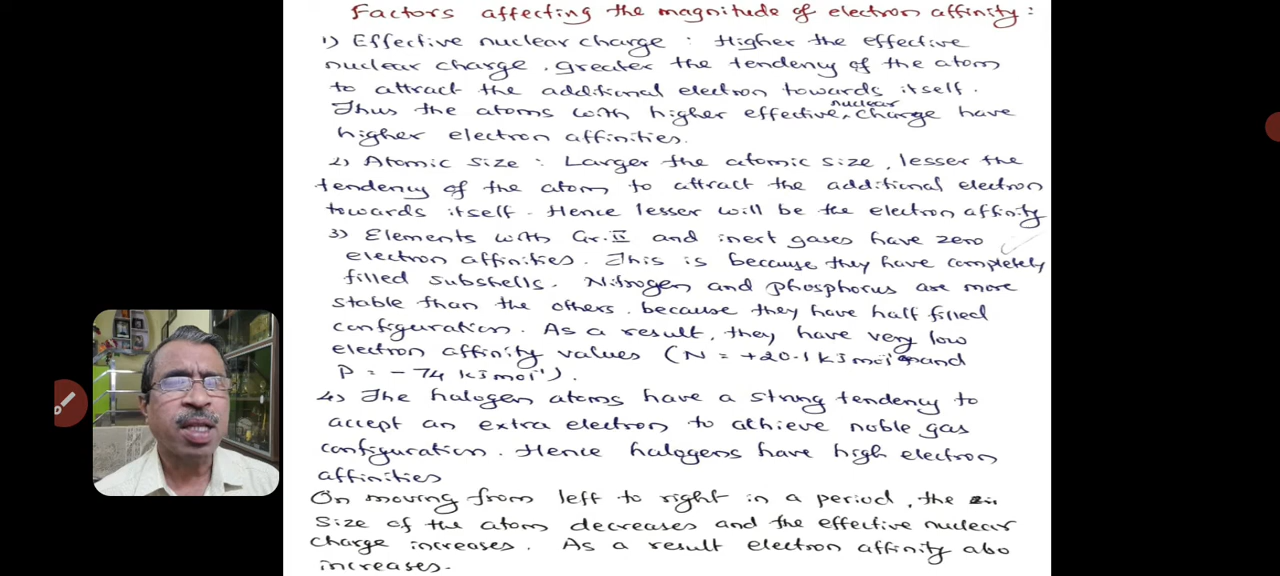 Factors affecting the magnitude of electron affinity :
1) Effective nuclear charge : Higher the effective
nuclear charge, greater the tendency of the atom
to attract the additional electron towards itself.
Thus the atoms with higher effective nuclear charge have
higher electron affinities.
2) Atomic size : Larger the atomic size, lesser the
tendency of the atom to attract the additional electron
towards itself. Hence lesser will be the electron affinity
3) Elements with Gr. II and inert gases have zero
electron affinities. This is because they have completely
filled subshells. Nitrogen and phosphorus are more
stable than the others, because they have half filled
configuration. As a result, they have very low
electron affinity values (N = +20.1 kJ mol⁻¹ and
P = -74 kJ mol⁻¹).
4) The halogen atoms have a strong tendency to
accept an extra electron to achieve noble gas
configuration. Hence halogens have high electron
affinities
On moving from left to right in a period, the
size of the atom decreases and the effective nuclear
charge increases. As a result electron affinity also
increases.